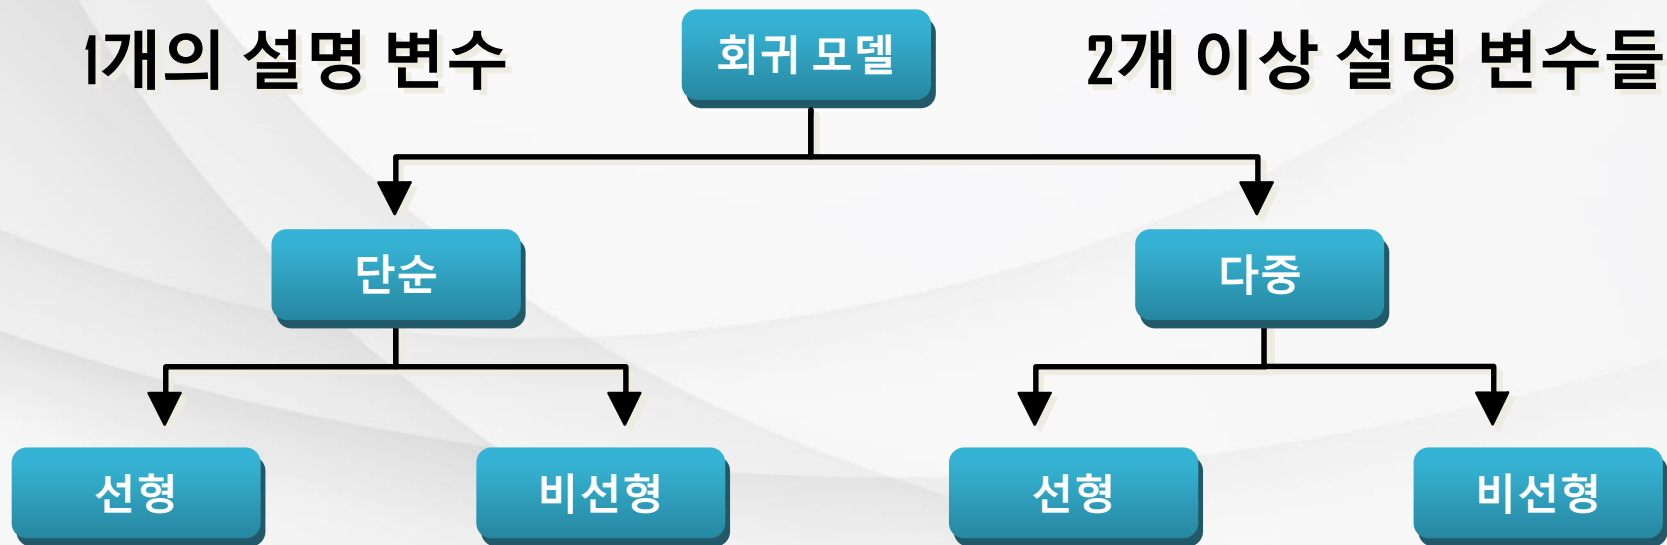 1개의 설명 변수
회귀 모델
2개 이상 설명 변수들
단순
다중
선형
비선형
선형
비선형